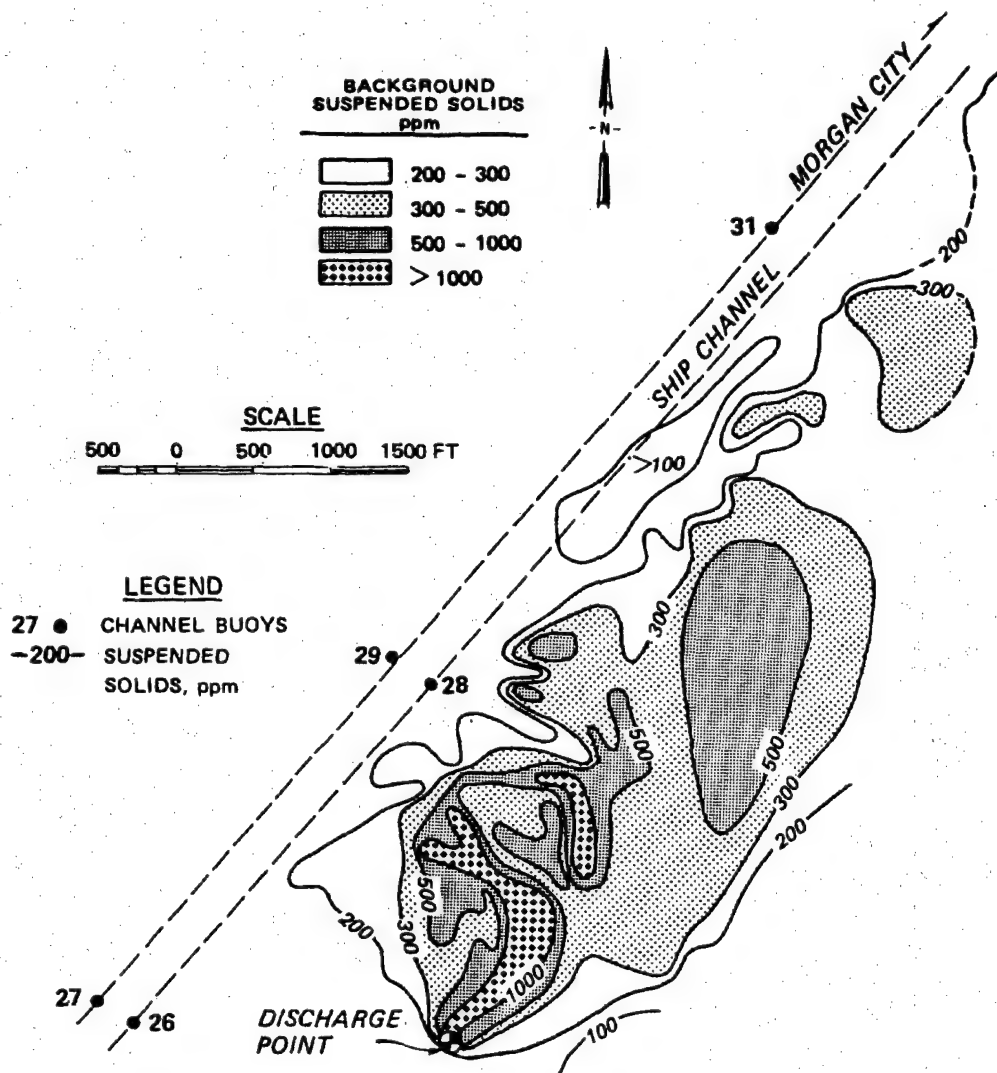 BACKGROUND
SUSPENDED SOLIDS
ppm
200 - 300
300 - 500
500 - 1000
> 1000
-N-
MORGAN CITY
31
SHIP CHANNEL
200
300
SCALE
500 0 500 1000 1500 FT
>100
LEGEND
27 ● CHANNEL BUOYS
-200- SUSPENDED
SOLIDS, ppm
29
28
300
500
500
300
200
500
200
300
1000
27
26
DISCHARGE
POINT
100